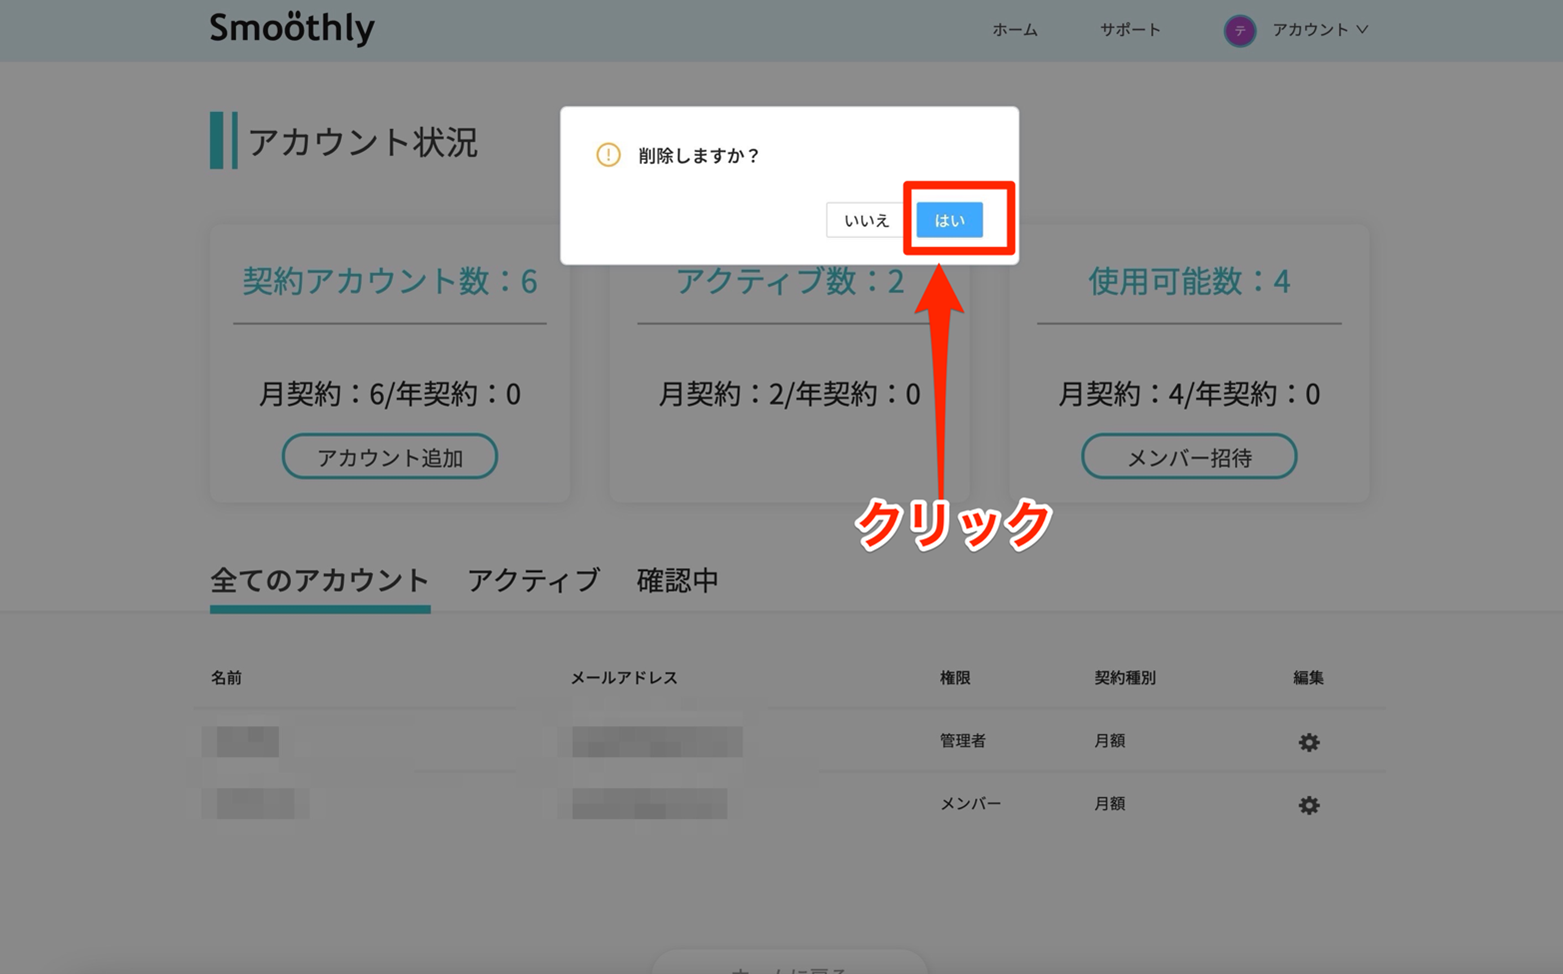 Smoöthly
ホーム
サポート
テ
アカウント
アカウント状況
削除しますか？
いいえ
はい
契約アカウント数：6
アクティブ数：2
使用可能数：4
月契約：6/年契約：0
月契約：2/年契約：0
月契約：4/年契約：0
アカウント追加
メンバー招待
クリック
全てのアカウント
アクティブ
確認中
名前
メールアドレス
権限
契約種別
編集
管理者
月額
メンバー
月額
ホームに戻る